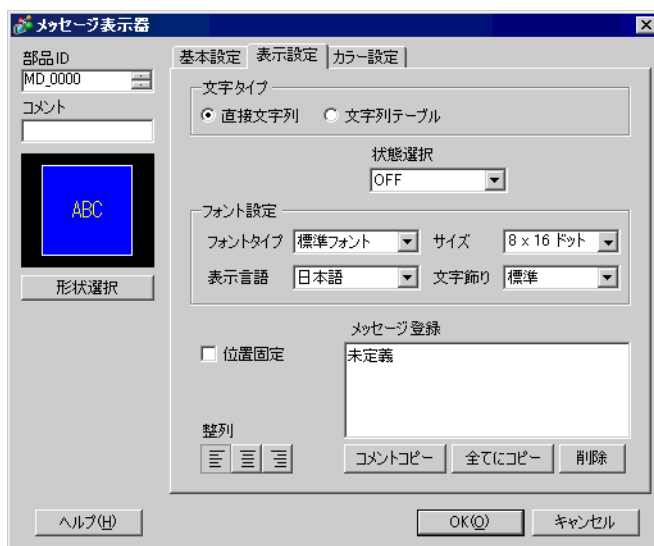 メッセージ表示器
部品ID
MD_0000
コメント
ABC
形状選択
基本設定 表示設定 カラー設定
文字タイプ
直接文字列 文字列テーブル
状態選択
OFF
フォント設定
フォントタイプ 標準フォント サイズ 8 x 16 ドット
表示言語 日本語 文字飾り 標準
メッセージ登録
位置固定
未定義
整列
コメントコピー 全てにコピー 削除
ヘルプ(H) OK(O) キャンセル